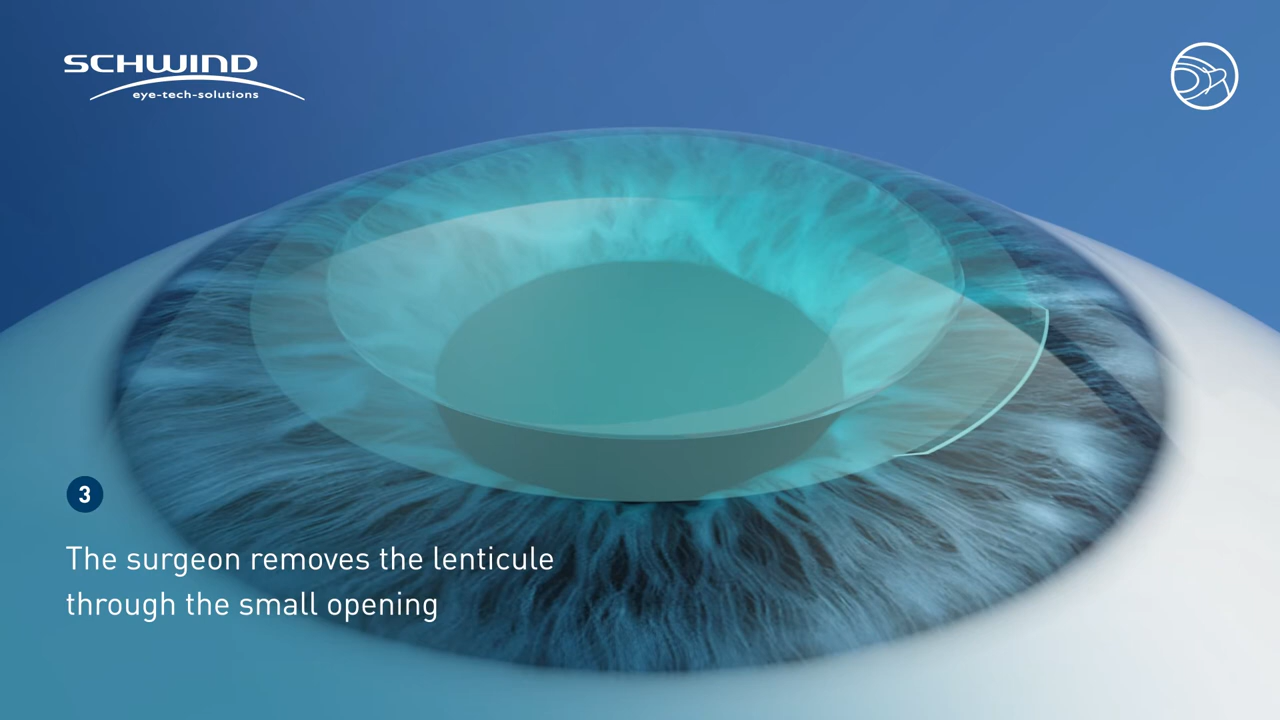 SCHWIND
eye-tech-solutions
3
The surgeon removes the lenticule
through the small opening